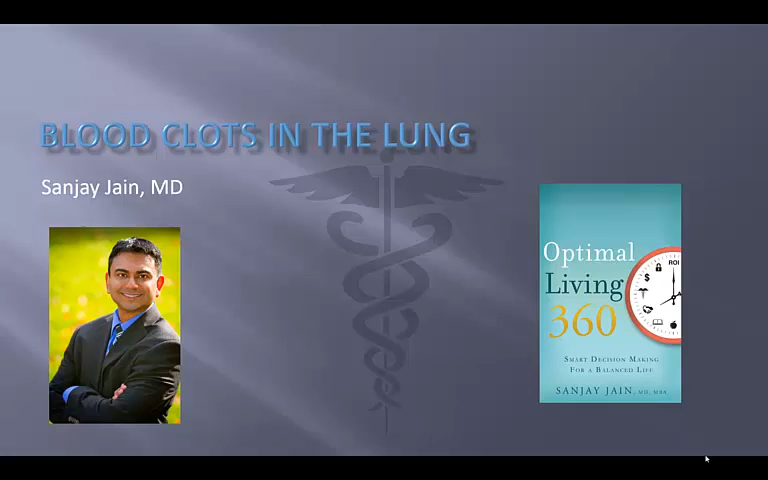 BLOOD CLOTS IN THE LUNG
Sanjay Jain, MD
Optimal
Living
360
SMART DECISION MAKING
FOR A BALANCED LIFE
SANJAY JAIN, MD, MBA
ROI
$